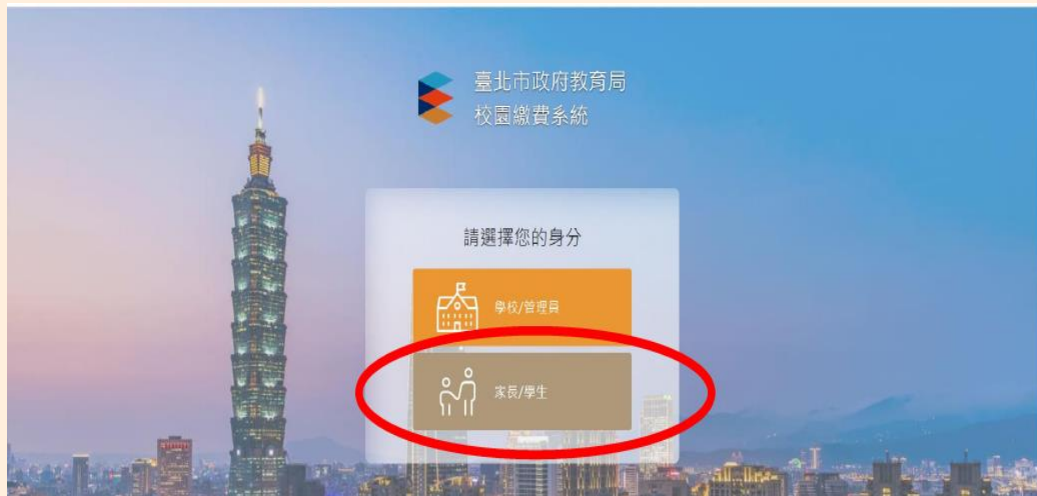 臺北市政府教育局
校園繳費系統
請選擇您的身分
學校/管理員
家長/學生